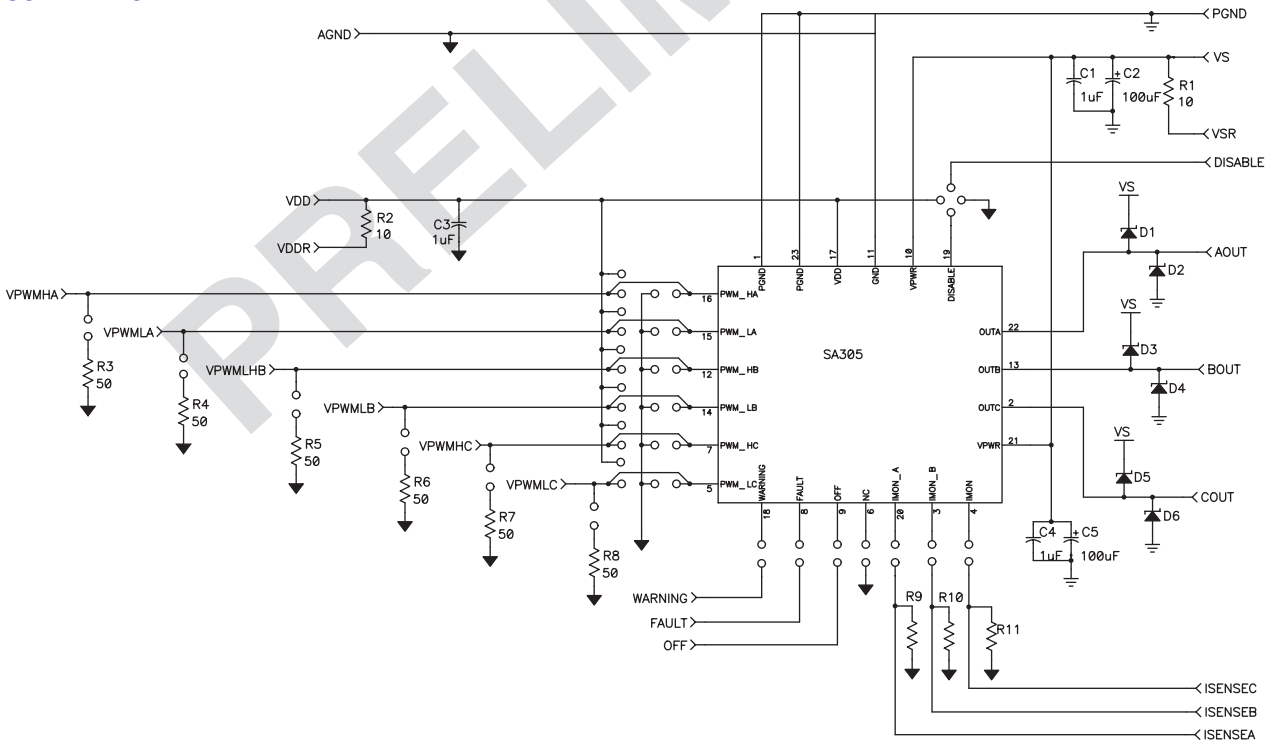 PRELIM
AGND
PGND
VS
C1
1uF
C2
100uF
R1
10
VSR
DISABLE
VDD
R2
10
VDDR
C3
1uF
VS
D1
AOUT
D2
VS
D3
BOUT
D4
VS
D5
COUT
D6
1
23
17
11
10
19
PGND
PGND
VDD
GND
VPWR
DISABLE
VPWMHA
16
PWM_HA
VPWMLA
15
PWM_LA
VPWMLHB
12
PWM_HB
VPWMLB
14
PWM_LB
VPWMHC
7
PWM_HC
VPWMLC
5
PWM_LC
SA305
OUTA
22
OUTB
13
OUTC
2
VPWR
21
R3
50
R4
50
R5
50
R6
50
R7
50
R8
50
WARNING
FAULT
OFF
NC
IMON_A
IMON_B
IMON
18
8
9
6
20
3
4
C4
1uF
C5
100uF
WARNING
FAULT
OFF
R9
R10
R11
ISENSEC
ISENSEB
ISENSEA